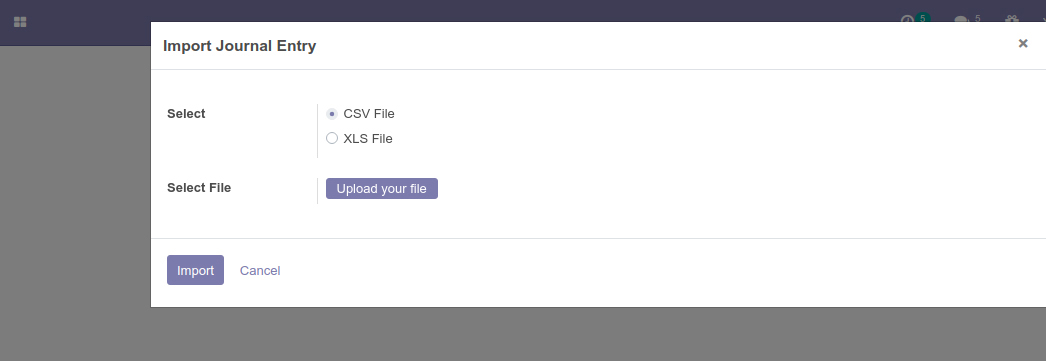 5 5
Import Journal Entry ×
Select
CSV File
XLS File
Select File
Upload your file
Import Cancel